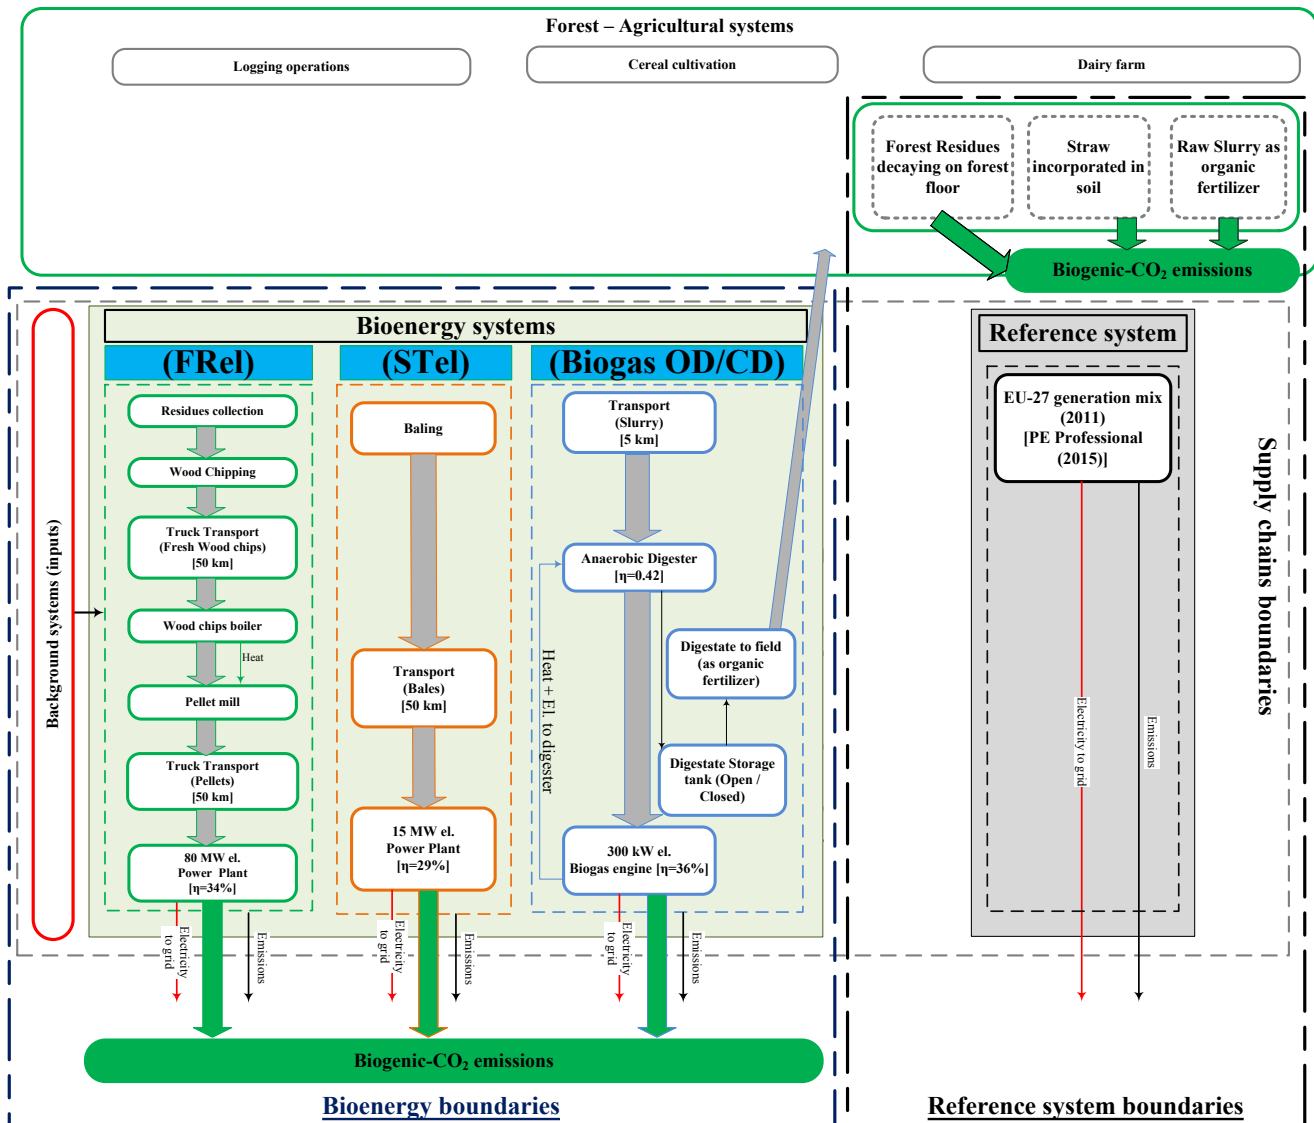 Forest – Agricultural systems
Logging operations
Cereal cultivation
Dairy farm
Forest Residues
decaying on forest
floor
Straw
incorporated in
soil
Raw Slurry as
organic
fertilizer
Biogenic-CO₂ emissions
Background systems (inputs)
Bioenergy systems
(FRel)
Residues collection
Wood Chipping
Truck Transport
(Fresh Wood chips)
[50 km]
Wood chips boiler
Heat
Pellet mill
Truck Transport
(Pellets)
[50 km]
80 MW el.
Power Plant
[η=34%]
Electricity
to grid
Emissions
(STel)
Baling
Transport
(Bales)
[50 km]
15 MW el.
Power Plant
[η=29%]
Electricity
to grid
Emissions
(Biogas OD/CD)
Transport
(Slurry)
[5 km]
Anaerobic Digester
[η=0.42]
Heat + El. to digester
Digestate to field
(as organic
fertilizer)
Digestate Storage
tank (Open /
Closed)
300 kW el.
Biogas engine [η=36%]
Electricity
to grid
Emissions
Biogenic-CO₂ emissions
Bioenergy boundaries
Reference system
EU-27 generation mix
(2011)
[PE Professional
(2015)]
Electricity to grid
Emissions
Supply chains boundaries
Reference system boundaries